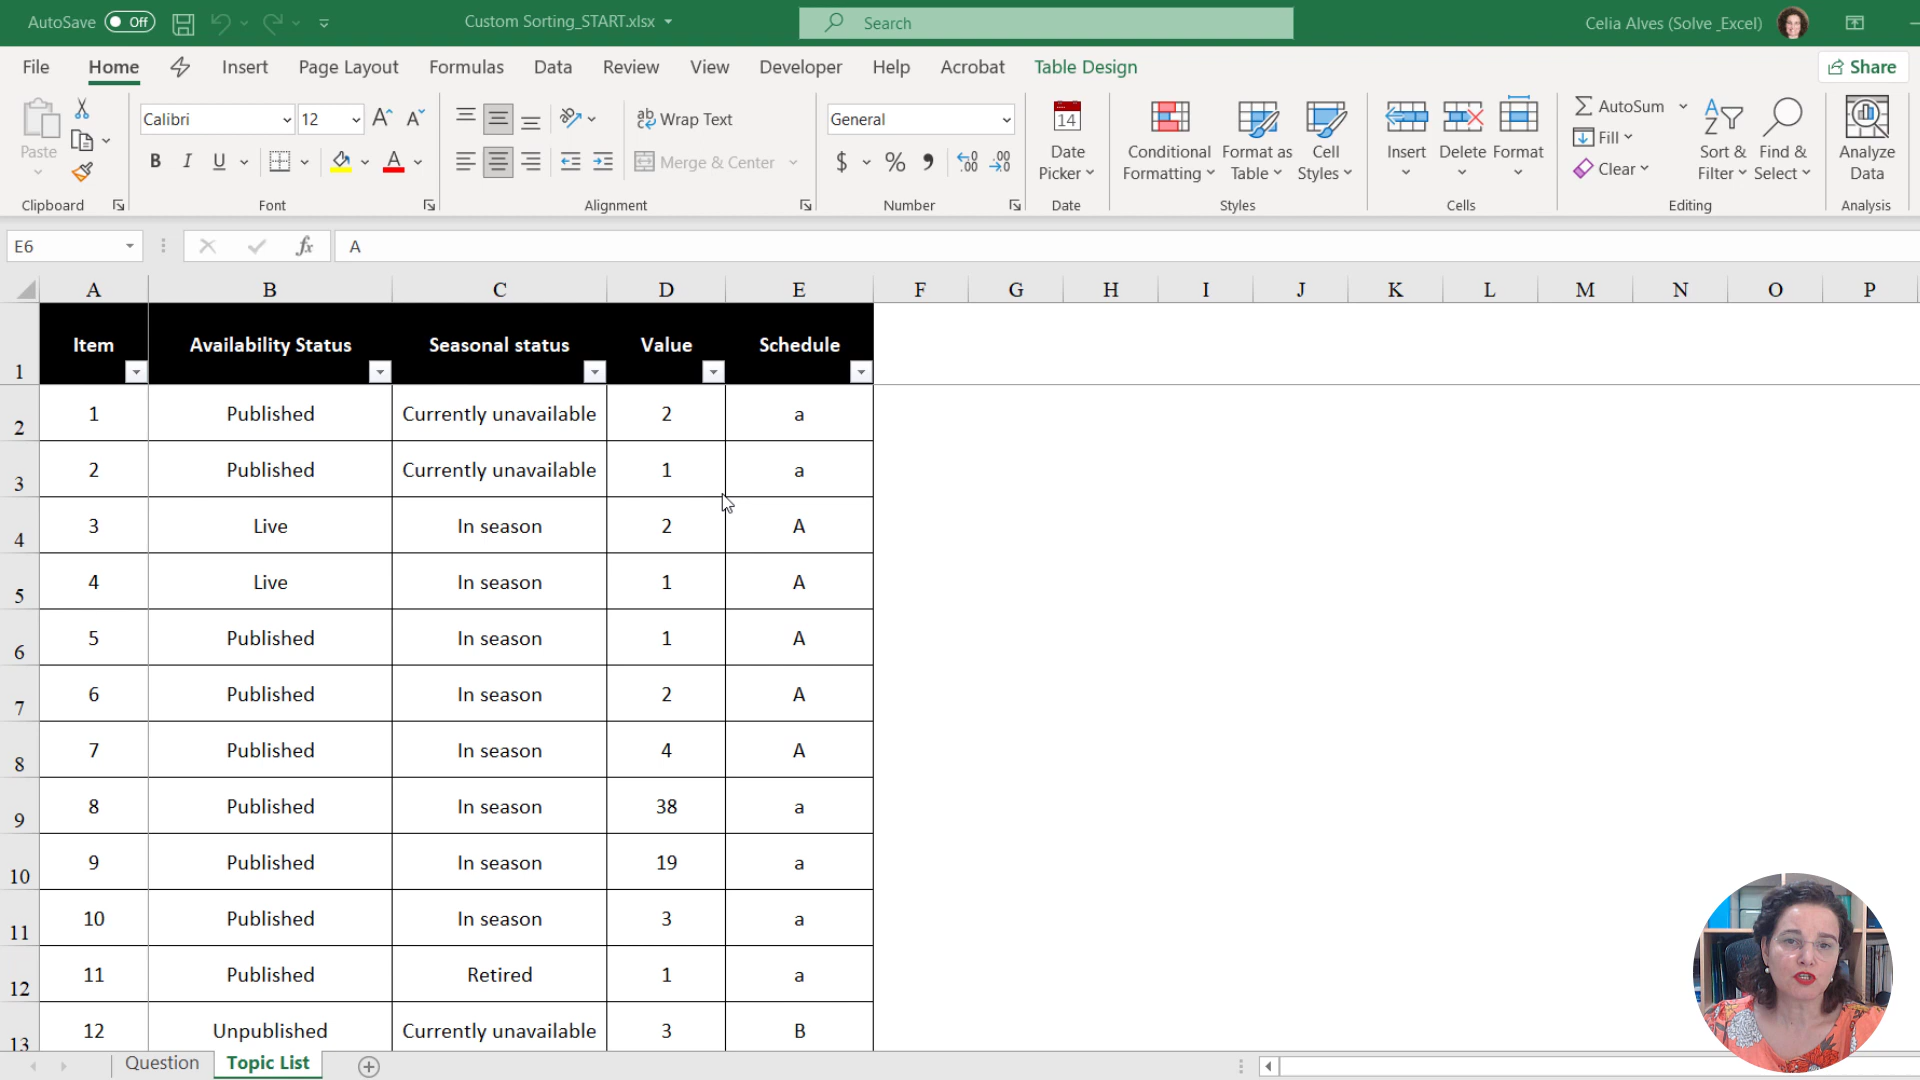 AutoSave Off Custom Sorting_START.xlsx Search Celia Alves (Solve _Excel)
File Home Insert Page Layout Formulas Data Review View Developer Help Acrobat Table Design Share
Calibri 12 A A ab Wrap Text General 14 AutoSum
Paste B I U A Merge & Center $ % Date Picker Conditional Formatting Format as Table Cell Styles Insert Delete Format Fill Clear Sort & Filter Find & Select Analyze Data
Clipboard Font Alignment Number Date Styles Cells Editing Analysis
E6 fx A
A B C D E F G H I J K L M N O P
1 Item Availability Status Seasonal status Value Schedule
2 1 Published Currently unavailable 2 a
3 2 Published Currently unavailable 1 a
4 3 Live In season 2 A
5 4 Live In season 1 A
6 5 Published In season 1 A
7 6 Published In season 2 A
8 7 Published In season 4 A
9 8 Published In season 38 a
10 9 Published In season 19 a
11 10 Published In season 3 a
12 11 Published Retired 1 a
13 12 Unpublished Currently unavailable 3 B
Question Topic List